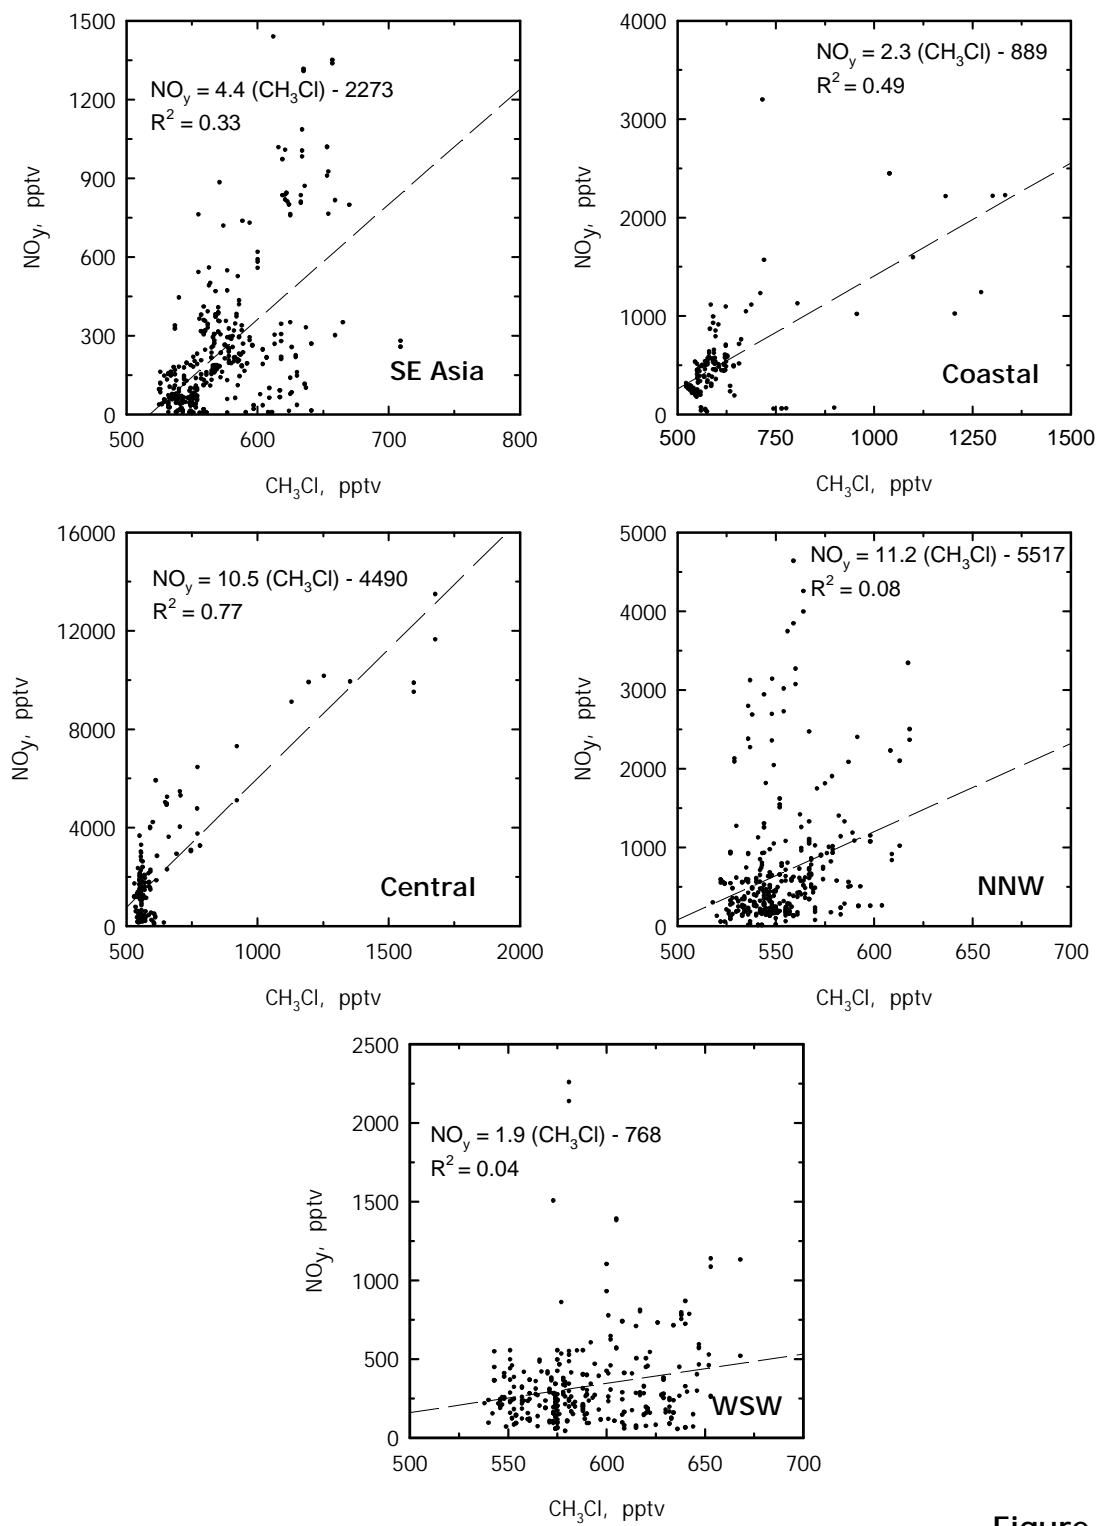 1500
1200
900
600
300
0
NOy, pptv
NOy = 4.4 (CH3Cl) - 2273
R2 = 0.33
SE Asia
500 600 700 800
CH3Cl, pptv
4000
3000
2000
1000
0
NOy, pptv
NOy = 2.3 (CH3Cl) - 889
R2 = 0.49
Coastal
500 750 1000 1250 1500
CH3Cl, pptv
16000
12000
8000
4000
0
NOy, pptv
NOy = 10.5 (CH3Cl) - 4490
R2 = 0.77
Central
500 1000 1500 2000
CH3Cl, pptv
5000
4000
3000
2000
1000
0
NOy, pptv
NOy = 11.2 (CH3Cl) - 5517
R2 = 0.08
NNW
500 550 600 650 700
CH3Cl, pptv
2500
2000
1500
1000
500
0
NOy, pptv
NOy = 1.9 (CH3Cl) - 768
R2 = 0.04
WSW
500 550 600 650 700
CH3Cl, pptv
Figure